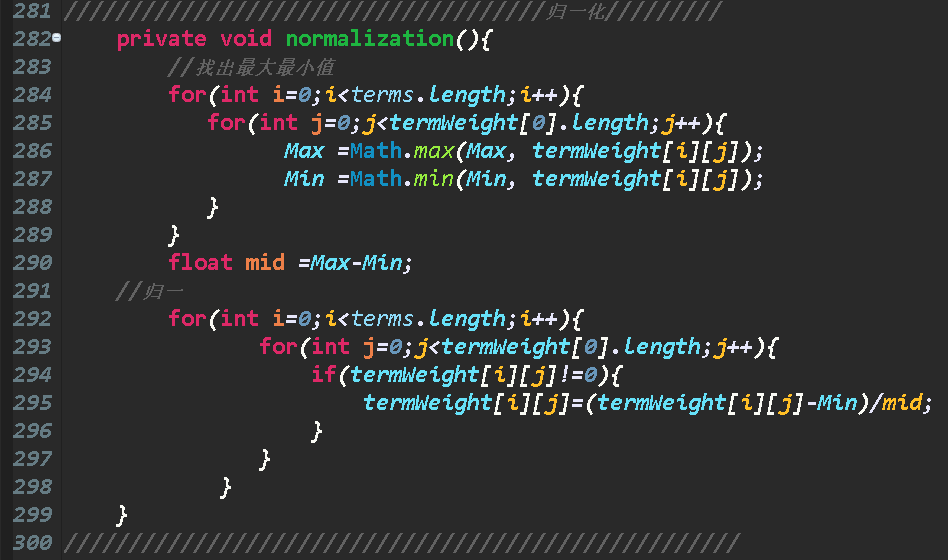 281 //////////////////////////////////////归一化/////////
282 private void normalization(){
283 //找出最大最小值
284 for(int i=0;i<terms.length;i++){
285 for(int j=0;j<termWeight[0].length;j++){
286 Max =Math.max(Max, termWeight[i][j]);
287 Min =Math.min(Min, termWeight[i][j]);
288 }
289 }
290 float mid =Max-Min;
291 //归一
292 for(int i=0;i<terms.length;i++){
293 for(int j=0;j<termWeight[0].length;j++){
294 if(termWeight[i][j]!=0){
295 termWeight[i][j]=(termWeight[i][j]-Min)/mid;
296 }
297 }
298 }
299 }
300 ////////////////////////////////////////////////////